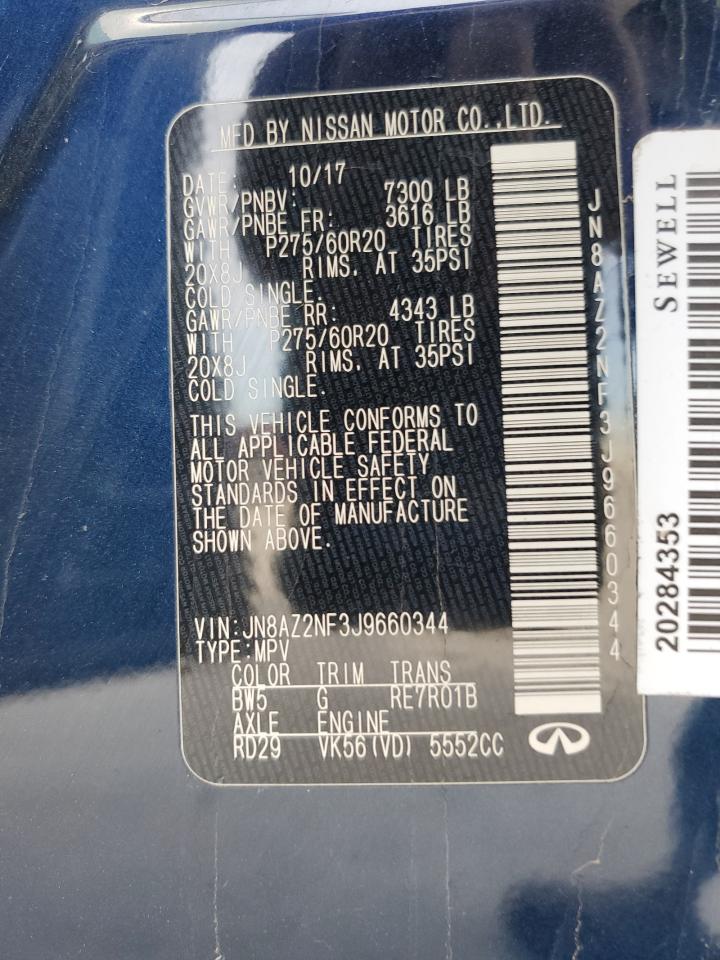 MFD BY NISSAN MOTOR CO.,LTD.
DATE: 10/17
GVWR/PNBV: 7300 LB
GAWR/PNBE FR: 3616 LB
WITH P275/60R20 TIRES
20X8J RIMS. AT 35PSI
COLD SINGLE.
GAWR/PNBE RR: 4343 LB
WITH P275/60R20 TIRES
20X8J RIMS. AT 35PSI
COLD SINGLE.
THIS VEHICLE CONFORMS TO
ALL APPLICABLE FEDERAL
MOTOR VEHICLE SAFETY
STANDARDS IN EFFECT ON
THE DATE OF MANUFACTURE
SHOWN ABOVE.
VIN:JN8AZ2NF3J9660344
TYPE:MPV
COLOR TRIM TRANS
BW5 G RE7R01B
AXLE ENGINE
RD29 VK56(VD) 5552CC
JN8AZ2NF3J9660344
SEWELL
20284353